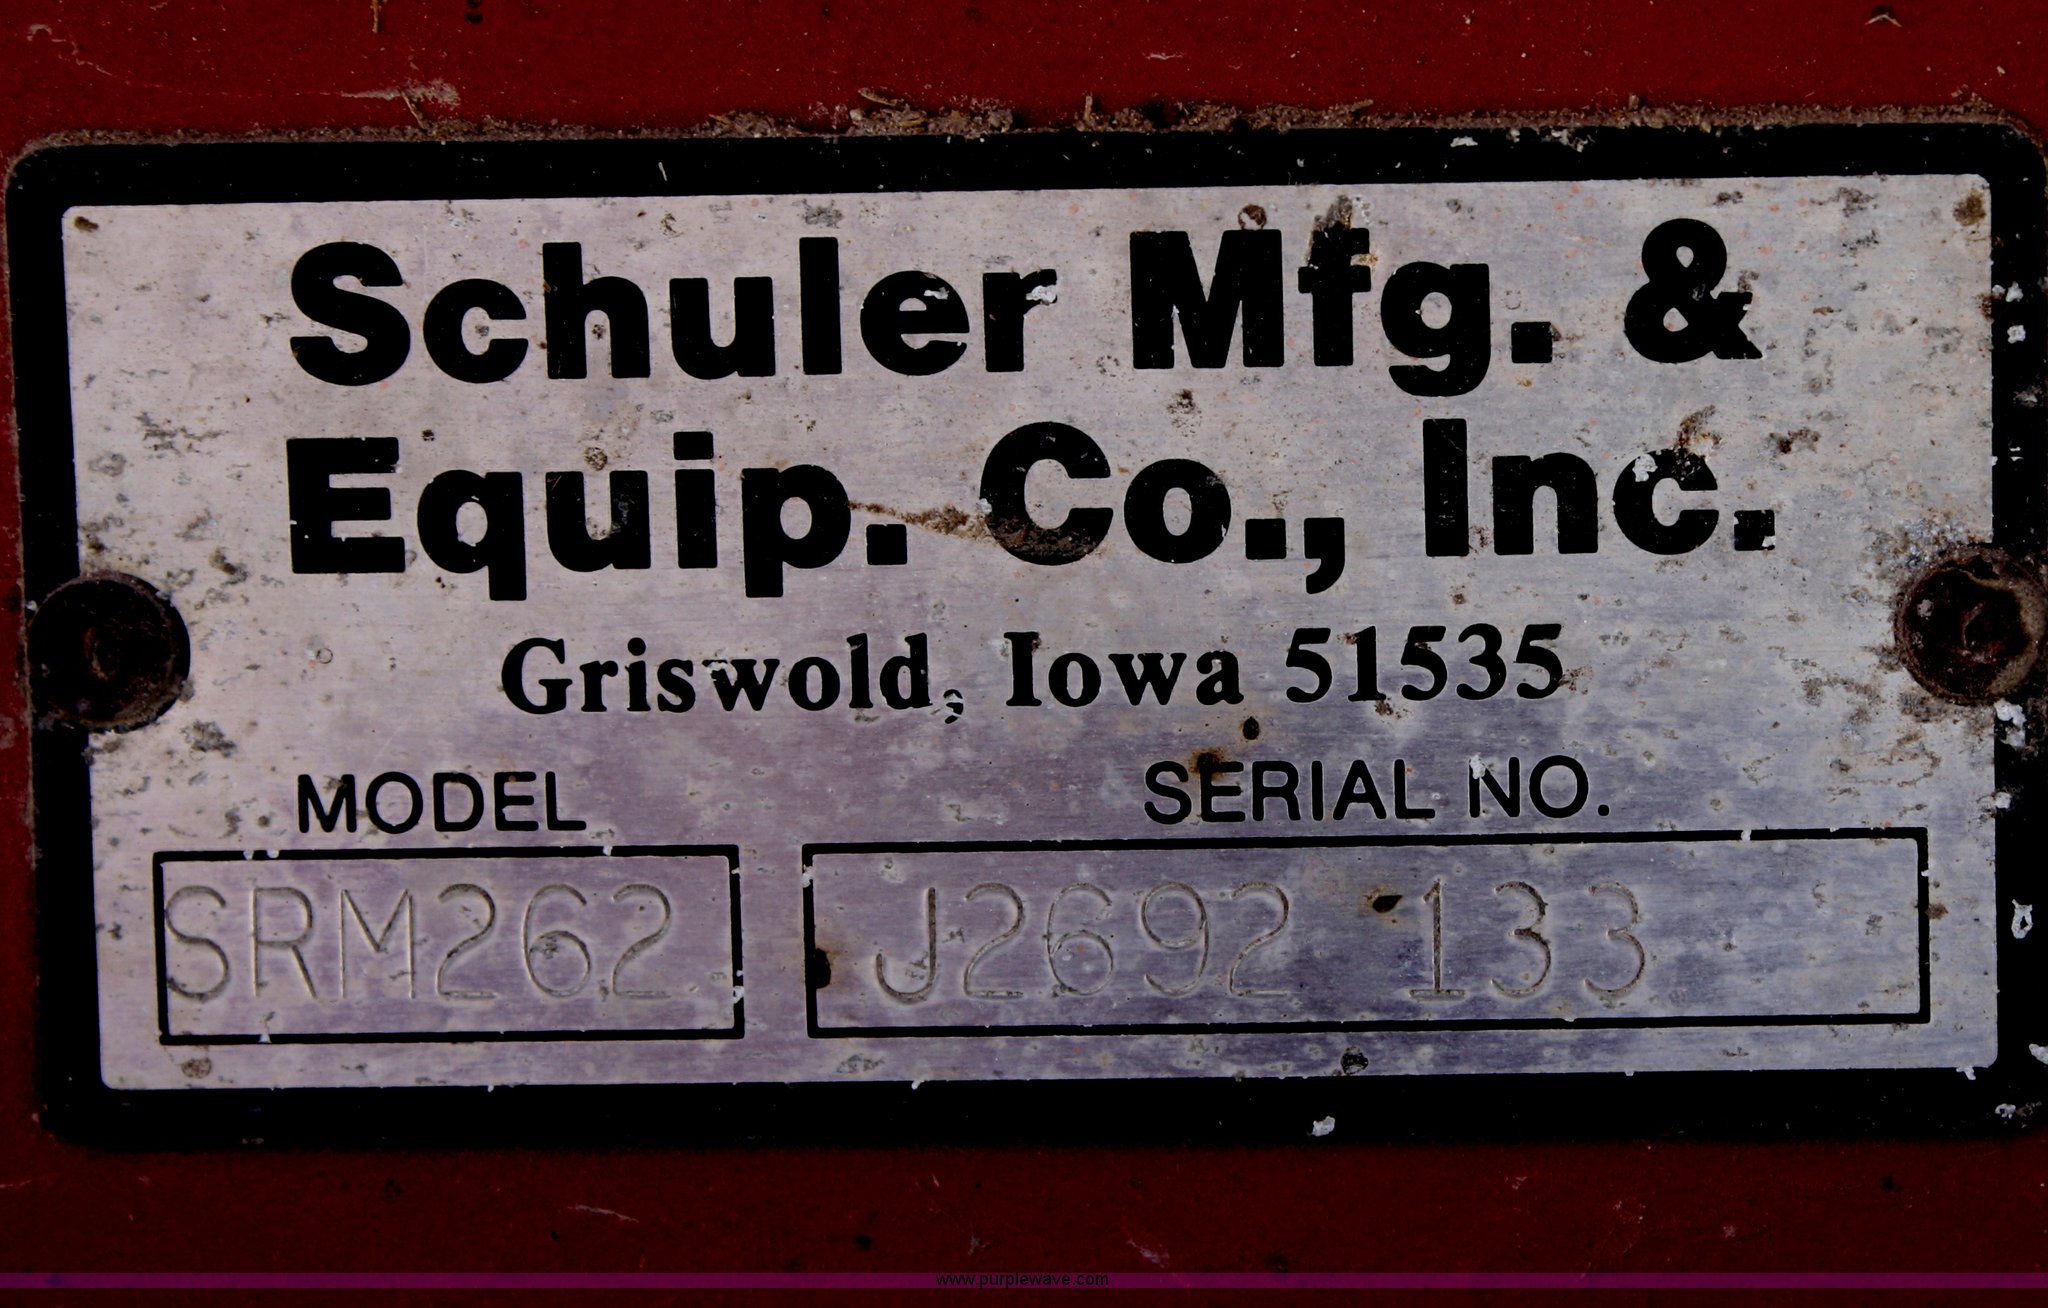 Schuler Mfg. &
Equip. Co., Inc.
Griswold, Iowa 51535
MODEL SERIAL NO.
SRM262 J2692 133
www.purplewave.com